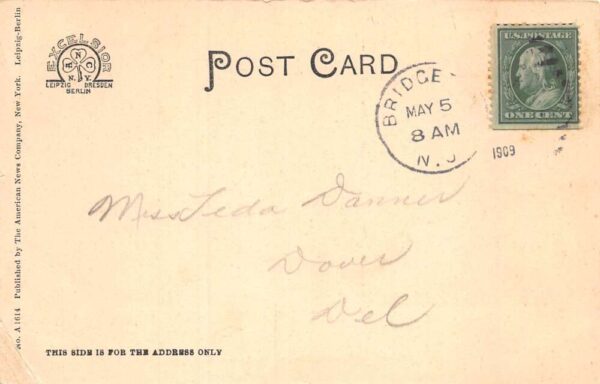 EXCELSIOR
A N C
N.Y.
LEIPZIG DRESDEN
BERLIN
POST CARD
BRIDGE
MAY 5
8 AM
N. J
1909
U.S. POSTAGE
ONE CENT
Miss Leda Danner
Dover
Del
THIS SIDE IS FOR THE ADDRESS ONLY
No. A 1614 Published by The American News Company, New York. Leipzig-Berlin